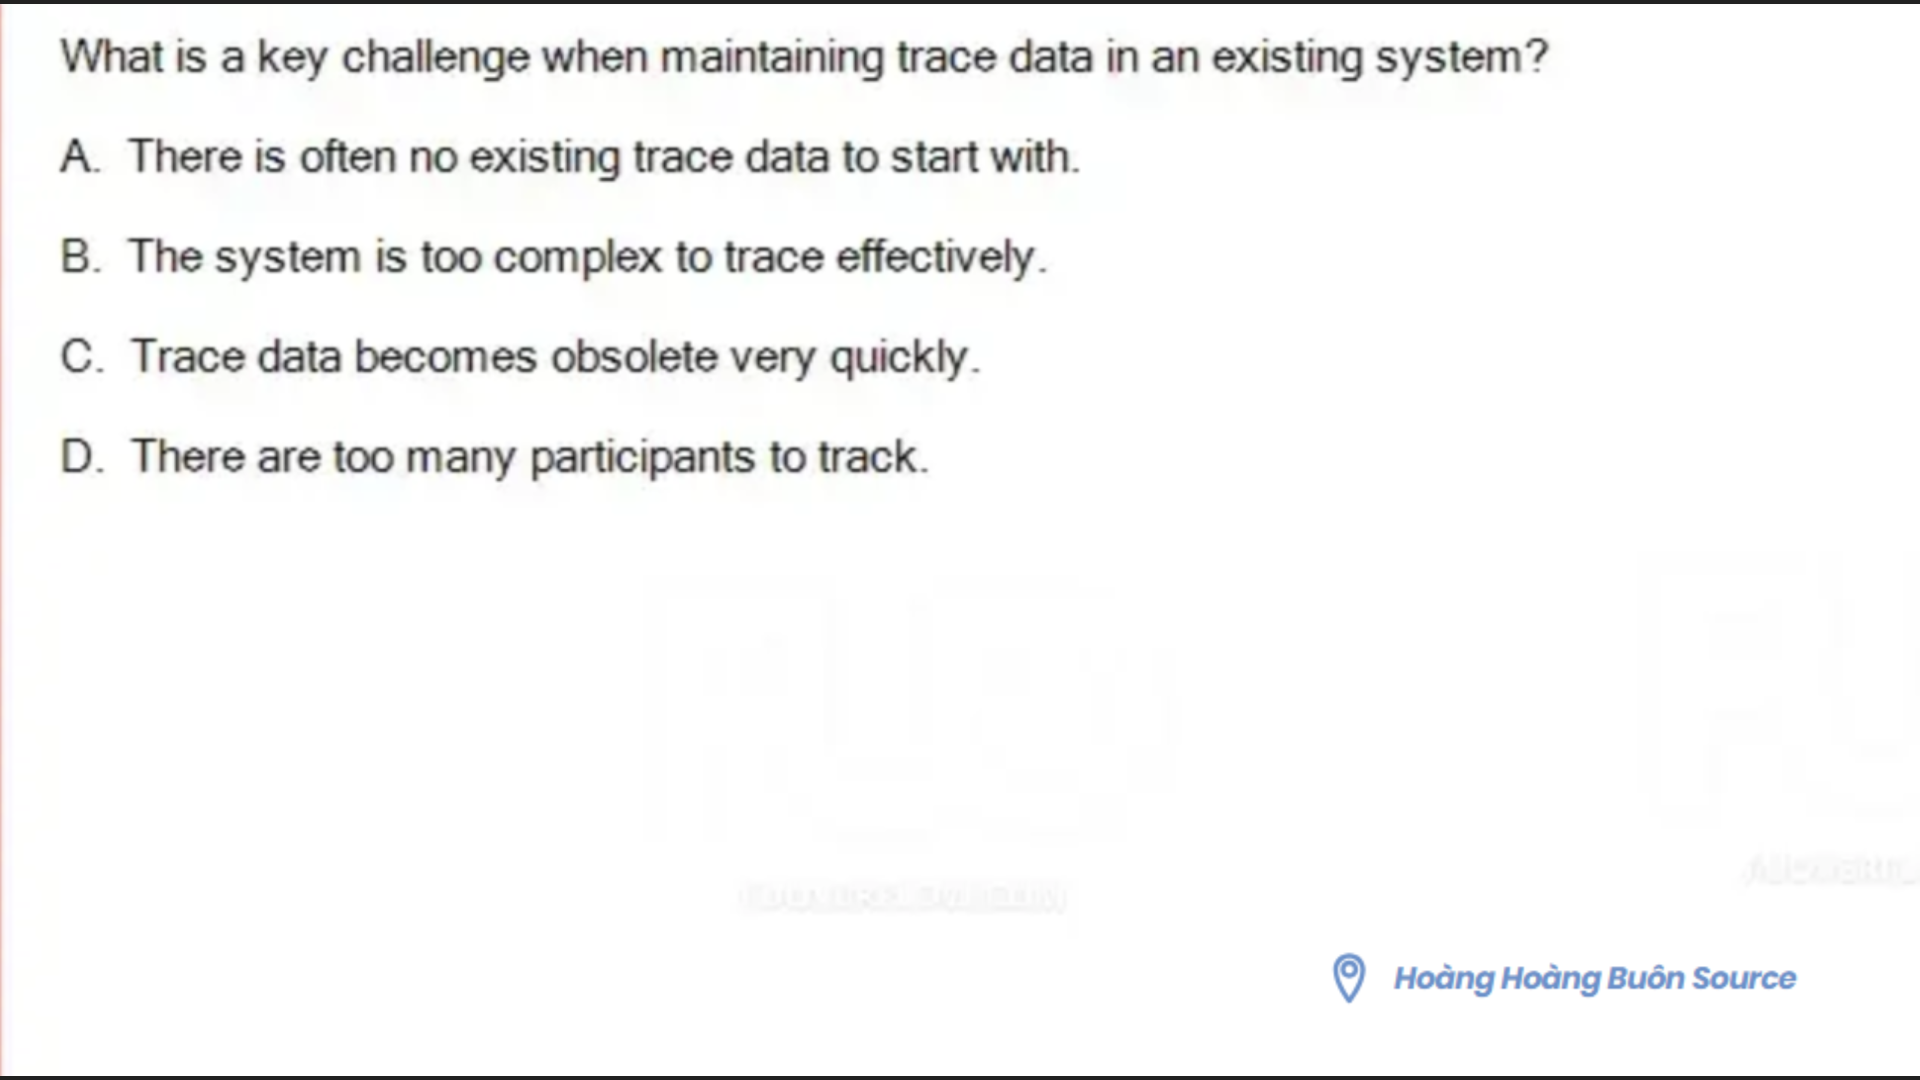 What is a key challenge when maintaining trace data in an existing system?
A. There is often no existing trace data to start with.
B. The system is too complex to trace effectively.
C. Trace data becomes obsolete very quickly.
D. There are too many participants to track.
Hoàng Hoàng Buôn Source